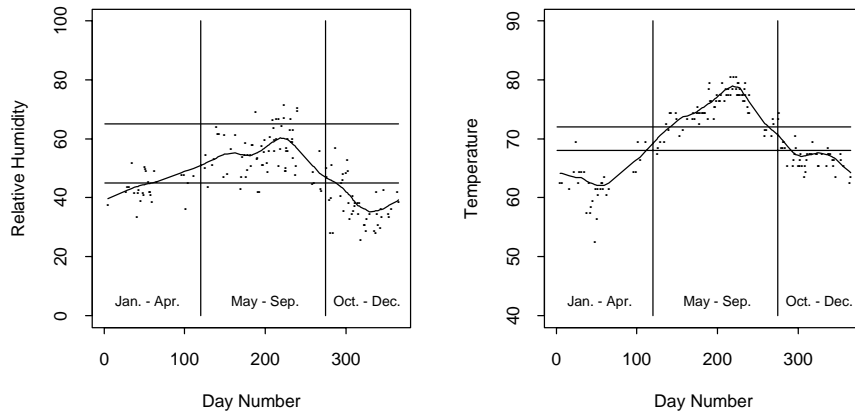 Relative Humidity
100
80
60
40
20
0
Jan. - Apr.
May - Sep.
Oct. - Dec.
0
100
200
300
Day Number
Temperature
90
80
70
60
50
40
Jan. - Apr.
May - Sep.
Oct. - Dec.
0
100
200
300
Day Number